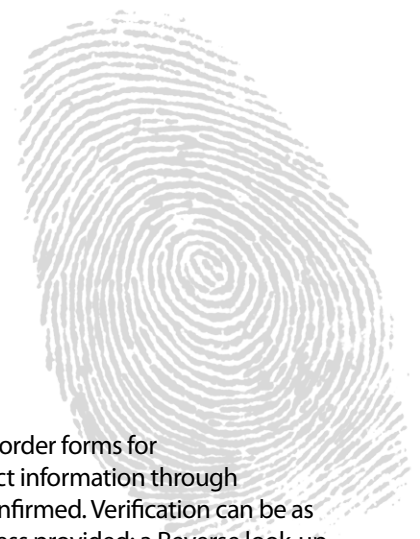 order forms for
ct information through
nfirmed. Verification can be as
ess provided; a Reverse look-up